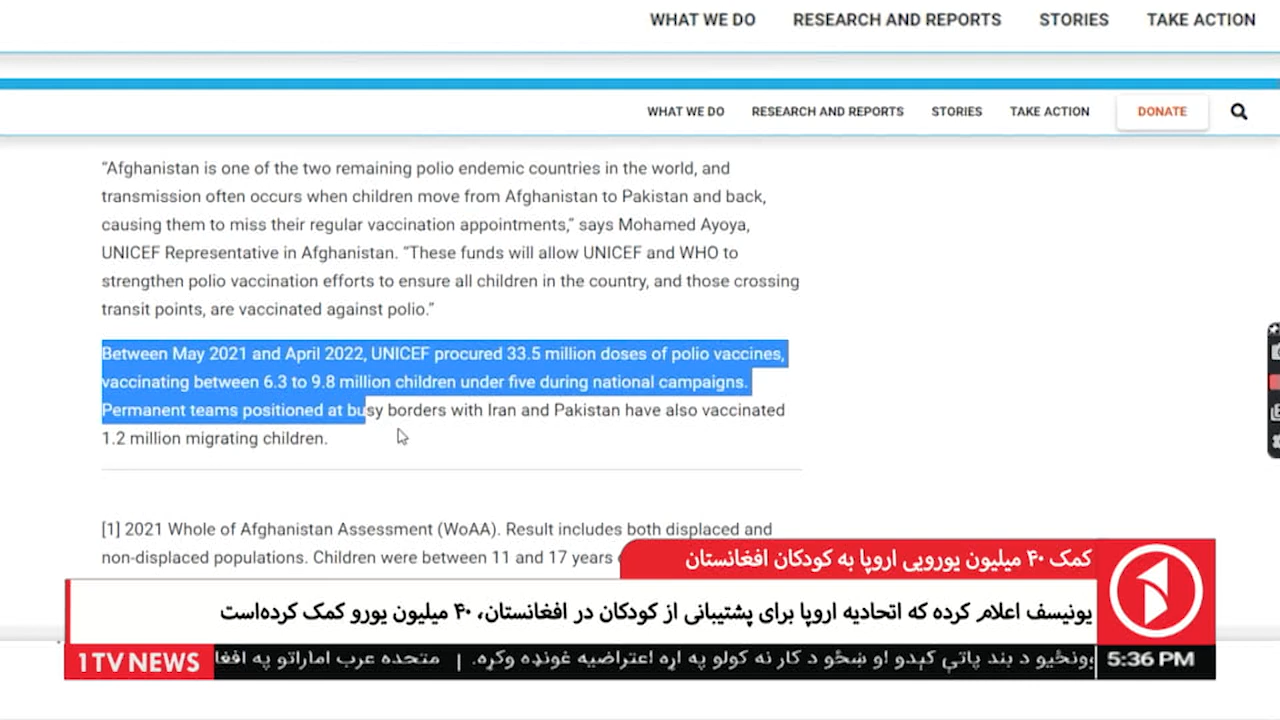 WHAT WE DO RESEARCH AND REPORTS STORIES TAKE ACTION
WHAT WE DO RESEARCH AND REPORTS STORIES TAKE ACTION DONATE
“Afghanistan is one of the two remaining polio endemic countries in the world, and
transmission often occurs when children move from Afghanistan to Pakistan and back,
causing them to miss their regular vaccination appointments,” says Mohamed Ayoya,
UNICEF Representative in Afghanistan. “These funds will allow UNICEF and WHO to
strengthen polio vaccination efforts to ensure all children in the country, and those crossing
transit points, are vaccinated against polio.”
Between May 2021 and April 2022, UNICEF procured 33.5 million doses of polio vaccines,
vaccinating between 6.3 to 9.8 million children under five during national campaigns.
Permanent teams positioned at busy borders with Iran and Pakistan have also vaccinated
1.2 million migrating children.
[1] 2021 Whole of Afghanistan Assessment (WoAA). Result includes both displaced and
non-displaced populations. Children were between 11 and 17 years
کمک ۴۰ میلیون یورویی اروپا به کودکان افغانستان
یونیسف اعلام کرده که اتحادیه اروپا برای پشتیبانی از کودکان در افغانستان، ۴۰ میلیون یورو کمک کرده‌است
1TV NEWS د بند پاتې کېدو او ښځو د کار نه کولو په اړه اعتراضیه غونډه وکړه. | متحده عرب اماراتو په 5:36 PM